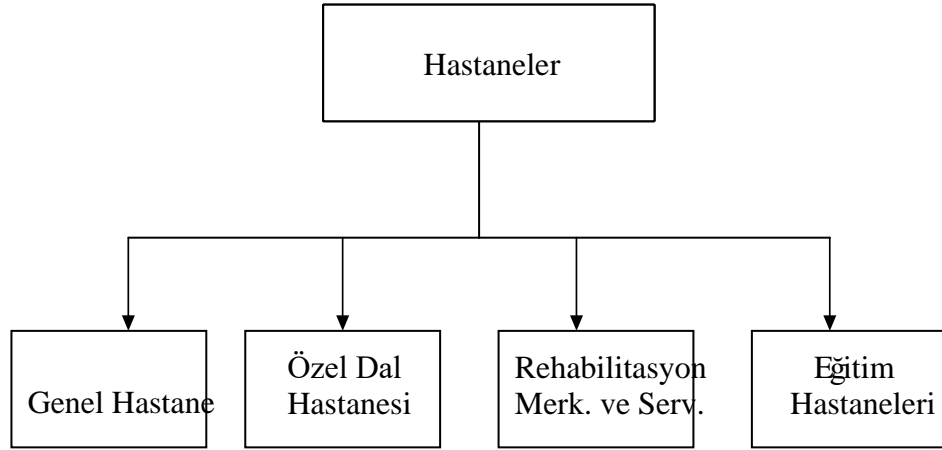 Hastaneler
Genel Hastane
Özel Dal
Hastanesi
Rehabilitasyon
Merk. ve Serv.
Eğitim
Hastaneleri